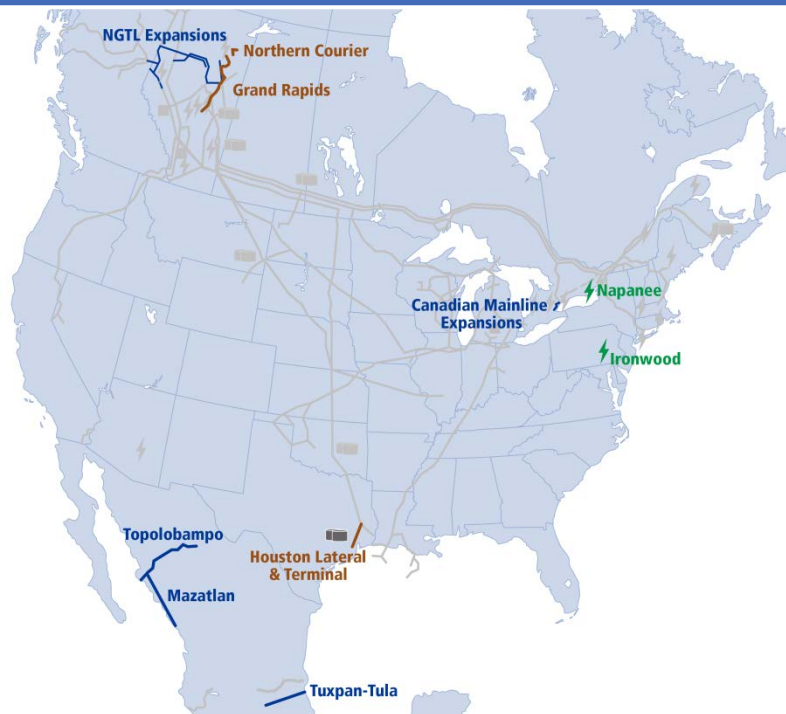 NGTL Expansions
Northern Courier
Grand Rapids
Canadian Mainline
Expansions
Napanee
Ironwood
Topolobampo
Mazatlan
Houston Lateral
& Terminal
Tuxpan-Tula